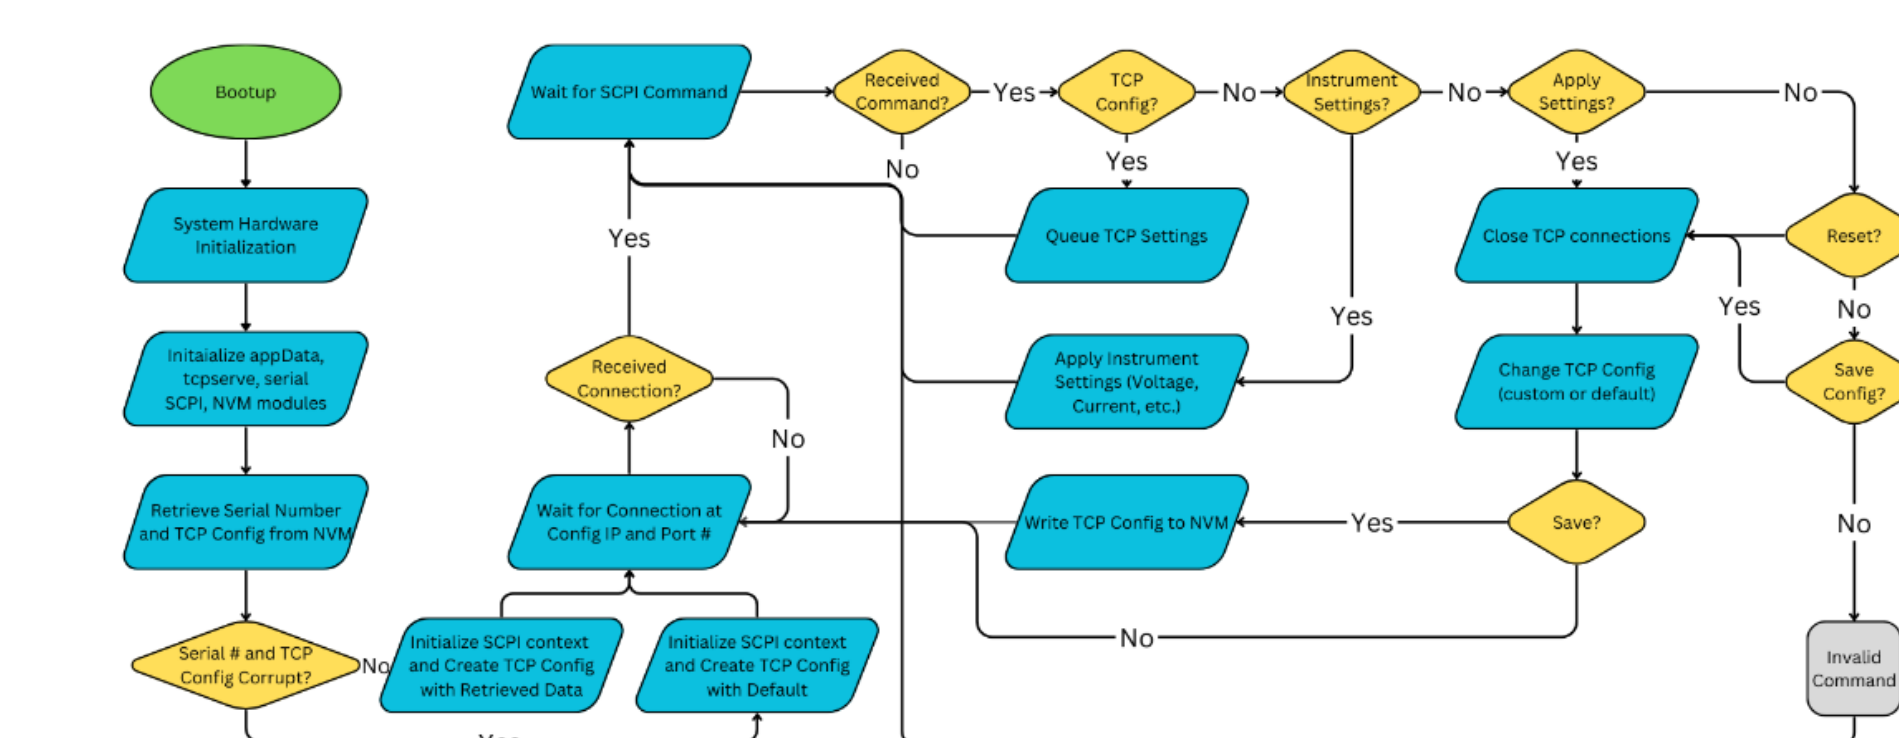 Bootup
System Hardware
Initialization
Initaialize appData,
tcpserve, serial
SCPI, NVM modules
Retrieve Serial Number
and TCP Config from NVM
Serial # and TCP
Config Corrupt?
No
Yes
Initialize SCPI context
and Create TCP Config
with Retrieved Data
Initialize SCPI context
and Create TCP Config
with Default
Wait for Connection at
Config IP and Port #
Received
Connection?
No
Yes
Wait for SCPI Command
Received
Command?
No
Yes
TCP
Config?
Yes
Queue TCP Settings
No
Instrument
Settings?
Yes
Apply Instrument
Settings (Voltage,
Current, etc.)
No
Apply
Settings?
Yes
Close TCP connections
Change TCP Config
(custom or default)
Save?
Yes
Write TCP Config to NVM
No
No
Reset?
No
Save
Config?
Yes
No
Invalid
Command